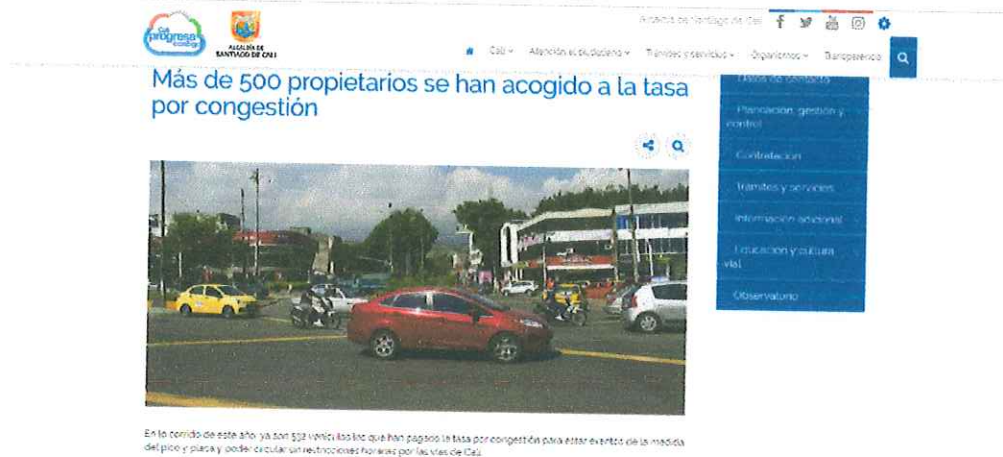 Cali
progresa
contigo
ALCALDÍA DE
SANTIAGO DE CALI
Alcaldía de Santiago de Cali
Cali
Atención al ciudadano
Trámites y servicios
Organismos
Transparencia
Más de 500 propietarios se han acogido a la tasa
por congestión
Datos de contacto
Planeación, gestión y
control
Contratación
Trámites y servicios
Información adicional
Educación y cultura
vial
Observatorio
En lo corrido de este año, ya son 532 vehículos los que han pagado la tasa por congestión para estar exentos de la medida
del pico y placa y poder circular sin restricciones horarias por las vías de Cali.